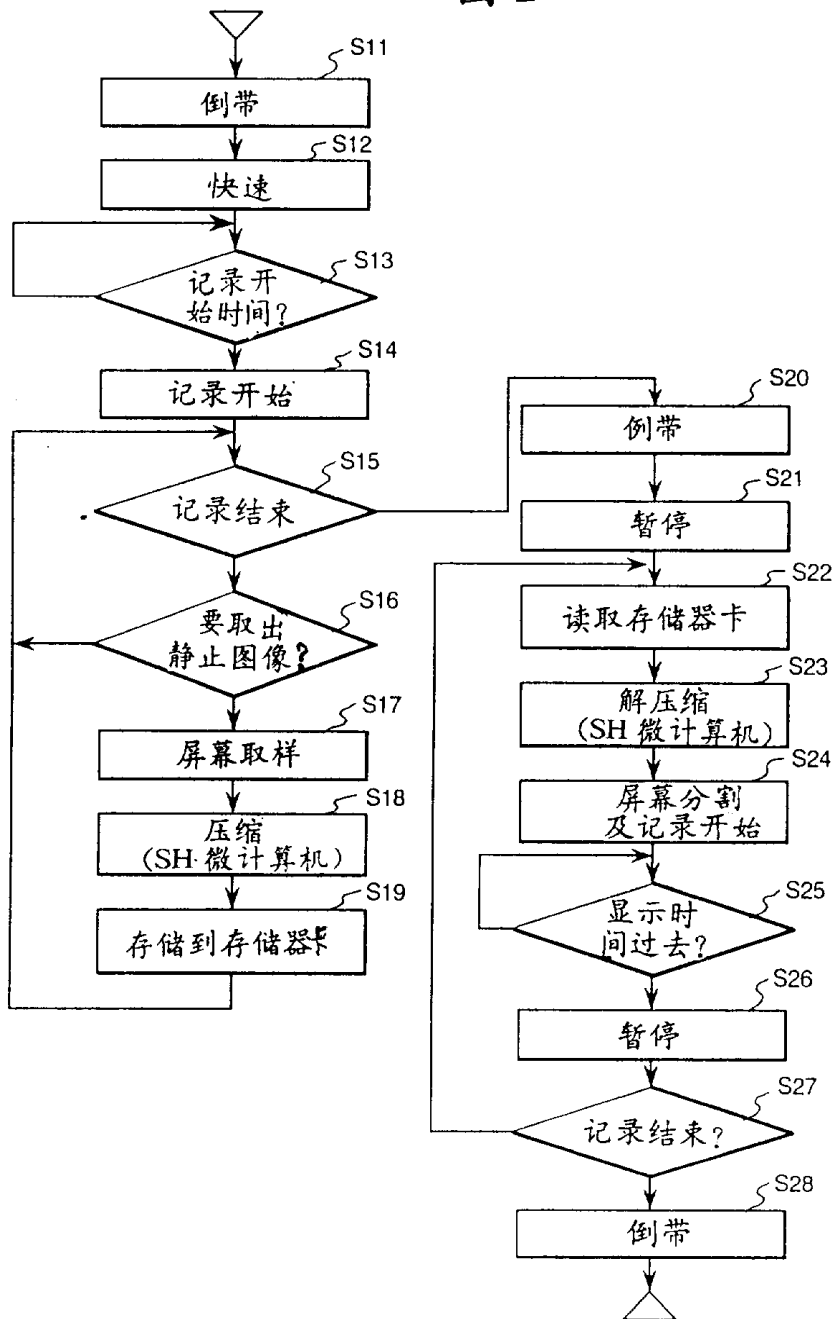 S11
倒带
S12
快速
S13
记录开
始时间?
S14
记录开始
S15
记录结束
S16
要取出
静止图像?
S17
屏幕取样
S18
压缩
(SH 微计算机)
S19
存储到存储器卡
S20
例带
S21
暂停
S22
读取存储器卡
S23
解压缩
(SH 微计算机)
S24
屏幕分割
及记录开始
S25
显示时
间过去?
S26
暂停
S27
记录结束?
S28
倒带